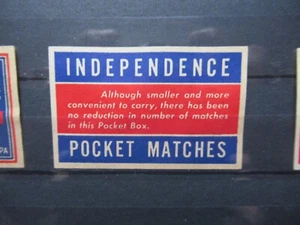 INDEPENDENCE
Although smaller and more
convenient to carry, there has been
no reduction in number of matches
in this Pocket Box.
POCKET MATCHES
PA